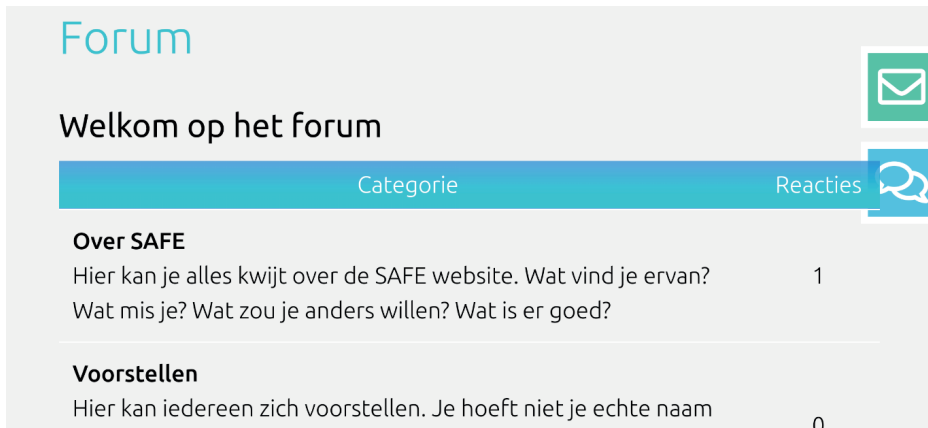 Forum
Welkom op het forum
Categorie Reacties
Over SAFE
Hier kan je alles kwijt over de SAFE website. Wat vind je ervan? 1
Wat mis je? Wat zou je anders willen? Wat is er goed?
Voorstellen
Hier kan iedereen zich voorstellen. Je hoeft niet je echte naam
0